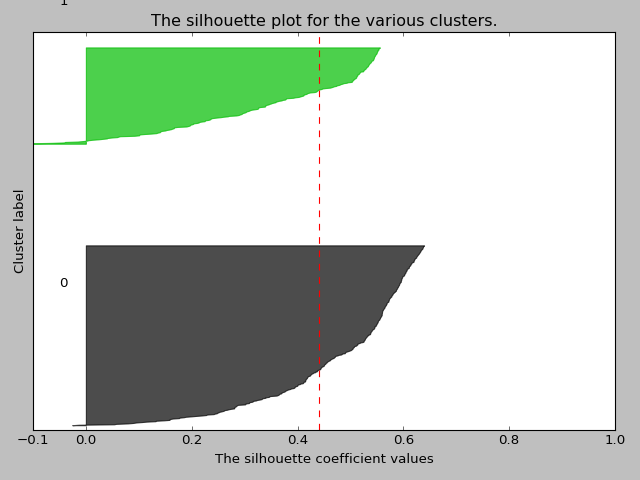 1
The silhouette plot for the various clusters.
Cluster label
0
−0.1 0.0 0.2 0.4 0.6 0.8 1.0
The silhouette coefficient values